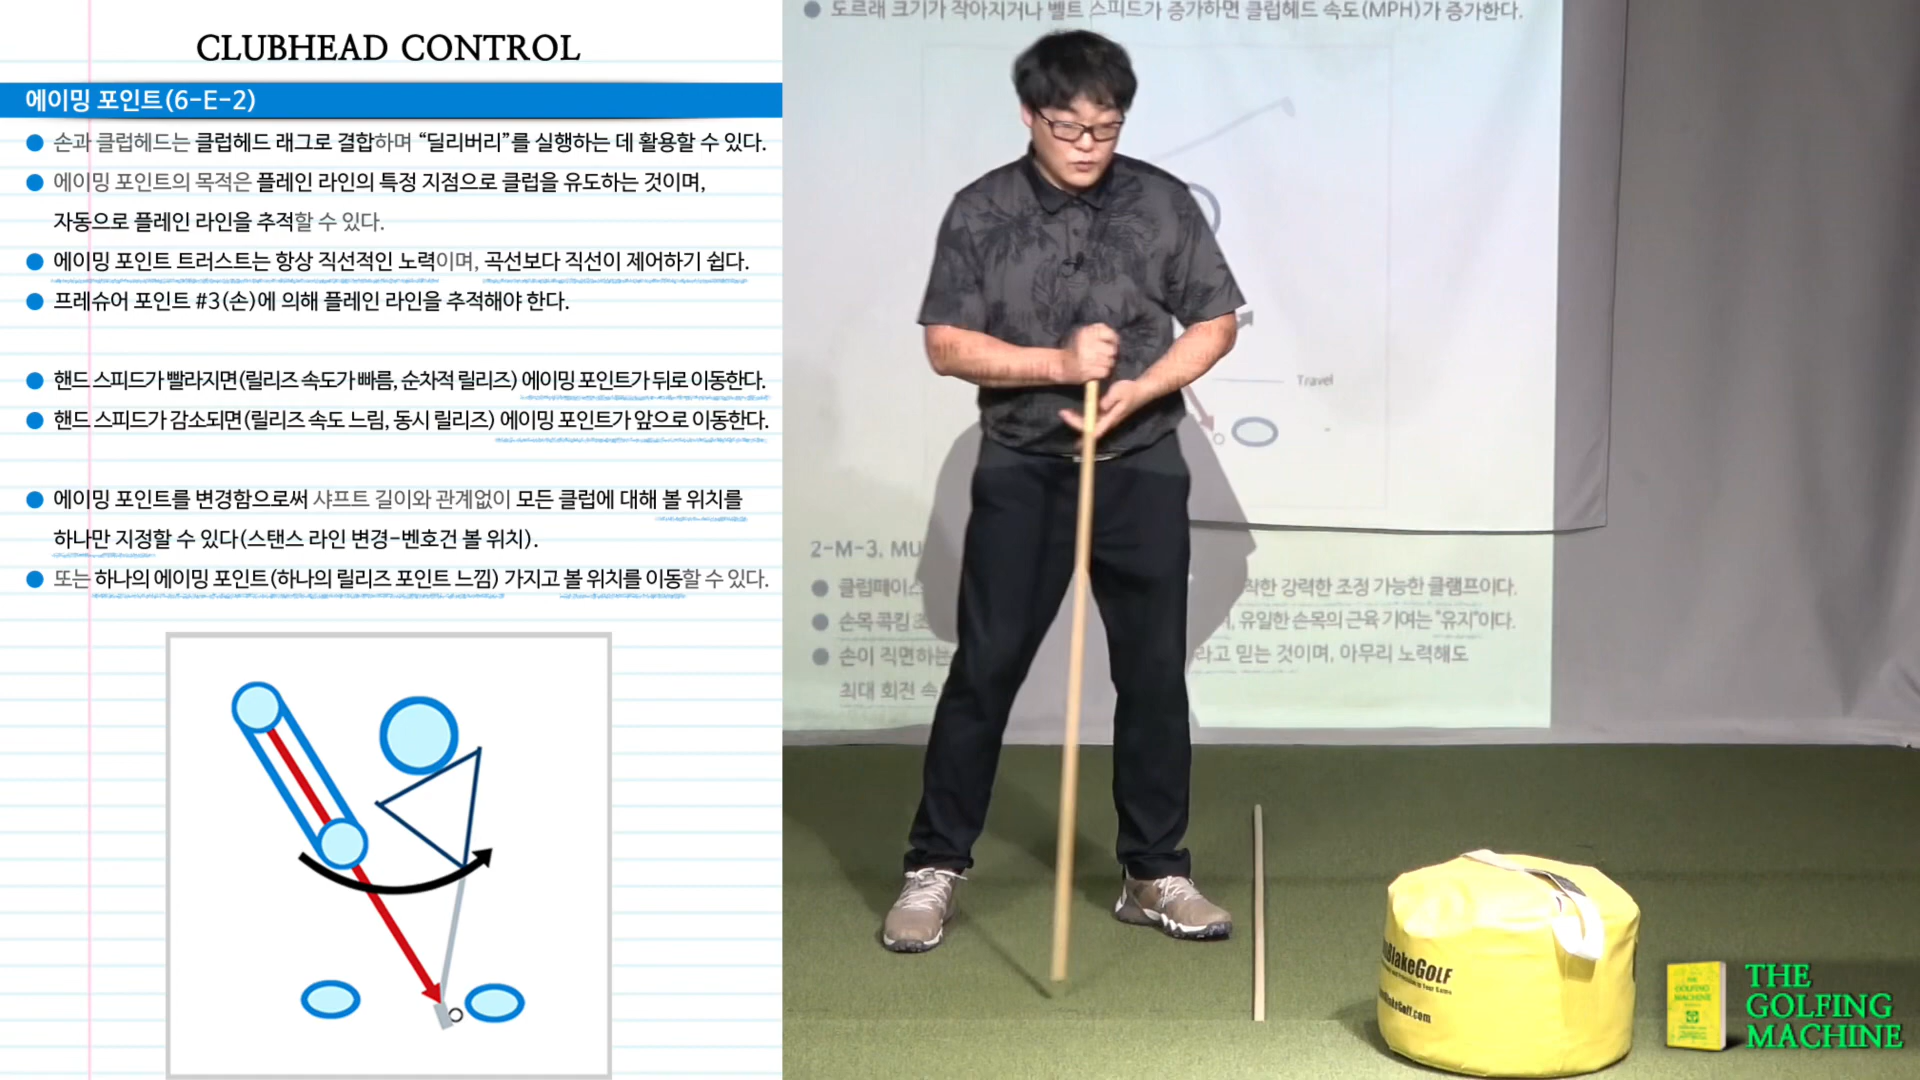 CLUBHEAD CONTROL
에이밍 포인트(6-E-2)
손과 클럽헤드는 클럽헤드 래그로 결합하며 “딜리버리”를 실행하는 데 활용할 수 있다.
에이밍 포인트의 목적은 플레인 라인의 특정 지점으로 클럽을 유도하는 것이며,
자동으로 플레인 라인을 추적할 수 있다.
에이밍 포인트 트러스트는 항상 직선적인 노력이며, 곡선보다 직선이 제어하기 쉽다.
프레슈어 포인트 #3(손)에 의해 플레인 라인을 추적해야 한다.
핸드 스피드가 빨라지면(릴리즈 속도가 빠름, 순차적 릴리즈) 에이밍 포인트가 뒤로 이동한다.
핸드 스피드가 감소되면(릴리즈 속도 느림, 동시 릴리즈) 에이밍 포인트가 앞으로 이동한다.
에이밍 포인트를 변경함으로써 샤프트 길이와 관계없이 모든 클럽에 대해 볼 위치를
하나만 지정할 수 있다(스탠스 라인 변경-벤호건 볼 위치).
또는 하나의 에이밍 포인트(하나의 릴리즈 포인트 느낌) 가지고 볼 위치를 이동할 수 있다.
도르래 크기가 작아지거나 벨트 스피드가 증가하면 클럽헤드 속도(MPH)가 증가한다.
Travel
2-M-3. MU
클럽페이스 작한 강력한 조정 가능한 클램프이다.
손목 콕킹 유일한 손목의 근육 기여는 "유지"이다.
손이 직면하는 라고 믿는 것이며, 아무리 노력해도
최대 회전 속
BlakeGolf
THE
GOLFING
MACHINE